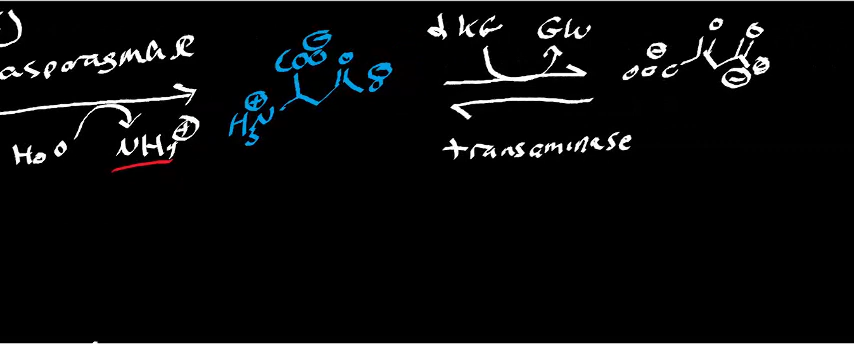 asparaginase
H₂O NH₄⊕
COO⊖
H₃N⊕
O
O⊖
αKG Glu
transaminase
⊖OOC
O
O
O⊖